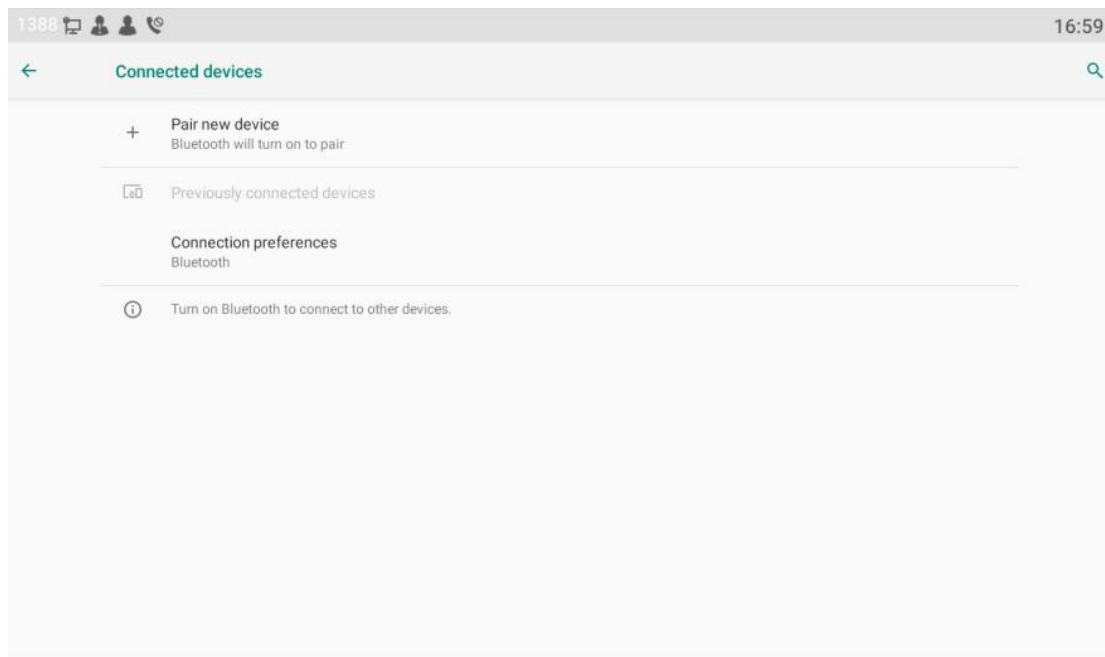 1388
16:59
Connected devices
Pair new device
Bluetooth will turn on to pair
Previously connected devices
Connection preferences
Bluetooth
Turn on Bluetooth to connect to other devices.